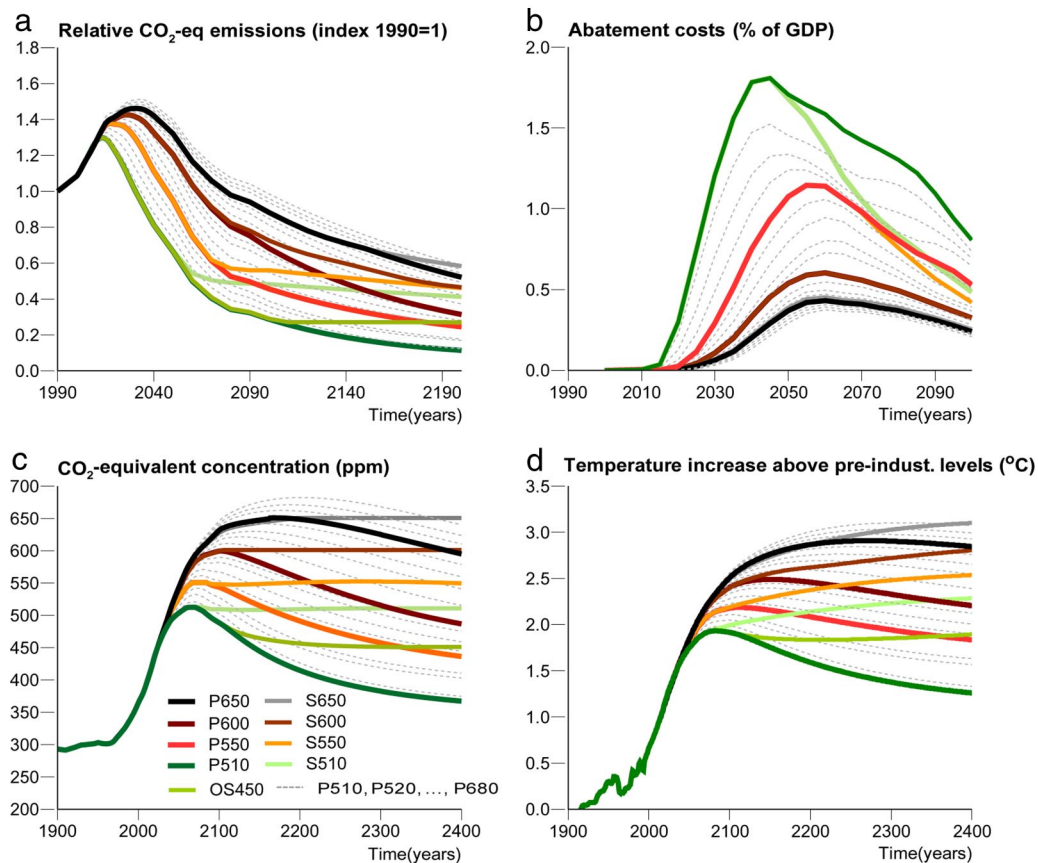 a
Relative CO₂-eq emissions (index 1990=1)
1.8
1.6
1.4
1.2
1.0
0.8
0.6
0.4
0.2
0.0
1990 2040 2090 2140 2190
Time(years)
b
Abatement costs (% of GDP)
2.0
1.5
1.0
0.5
0.0
1990 2010 2030 2050 2070 2090
Time(years)
c
CO₂-equivalent concentration (ppm)
700
650
600
550
500
450
400
350
300
250
200
P650 S650
P600 S600
P550 S550
P510 S510
OS450 P510, P520, ..., P680
1900 2000 2100 2200 2300 2400
Time(years)
d
Temperature increase above pre-indust. levels (°C)
3.5
3.0
2.5
2.0
1.5
1.0
0.5
0.0
1900 2000 2100 2200 2300 2400
Time(years)